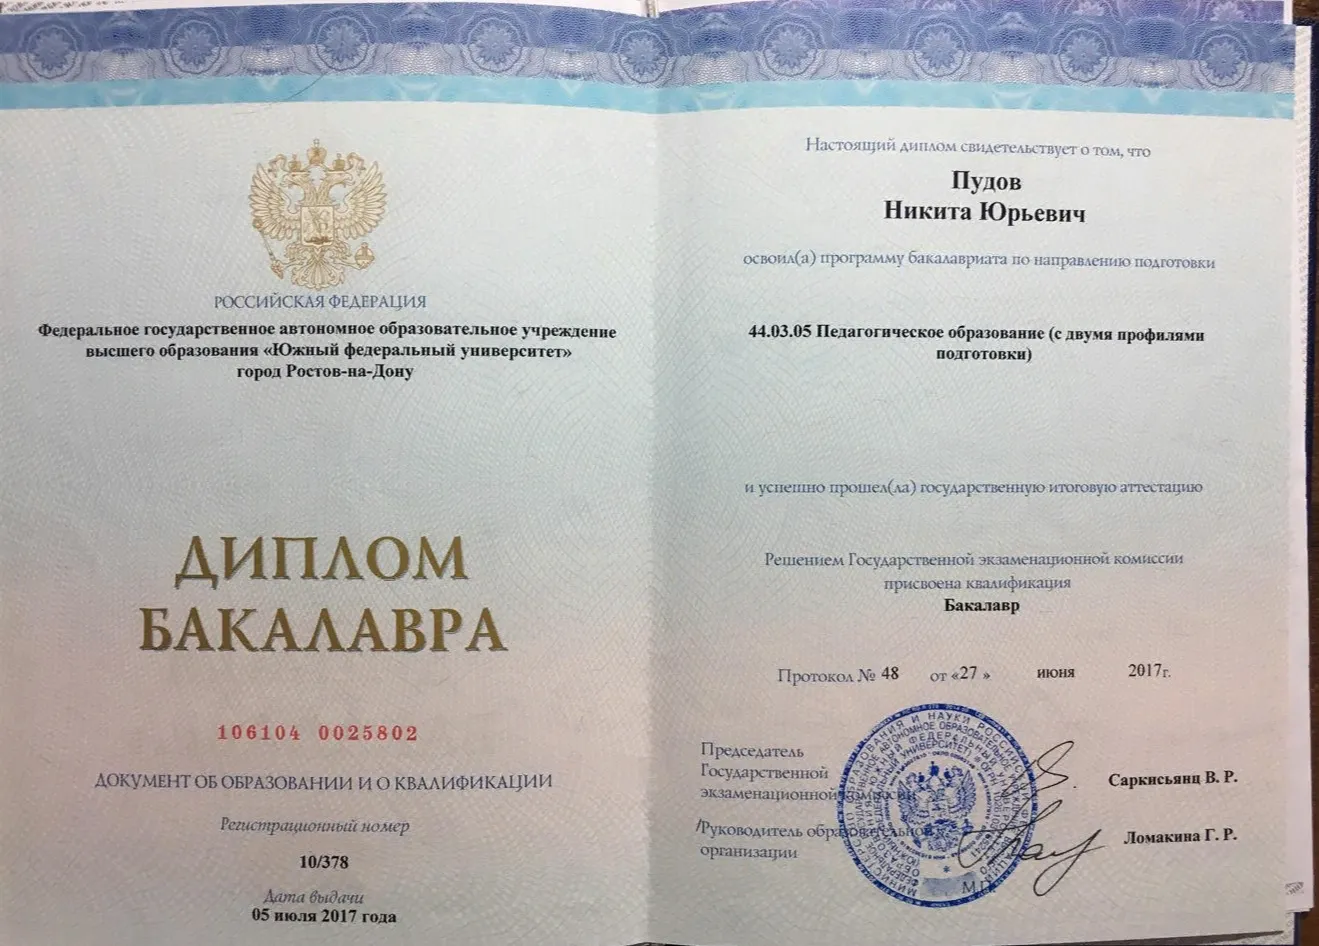 РОССИЙСКАЯ ФЕДЕРАЦИЯ
Федеральное государственное автономное образовательное учреждение
высшего образования «Южный федеральный университет»
город Ростов-на-Дону
ДИПЛОМ
БАКАЛАВРА
106104 0025802
ДОКУМЕНТ ОБ ОБРАЗОВАНИИ И О КВАЛИФИКАЦИИ
Регистрационный номер
10/378
Дата выдачи
05 июля 2017 года
Настоящий диплом свидетельствует о том, что
Пудов
Никита Юрьевич
освоил(а) программу бакалавриата по направлению подготовки
44.03.05 Педагогическое образование (с двумя профилями
подготовки)
и успешно прошел(ла) государственную итоговую аттестацию
Решением Государственной экзаменационной комиссии
присвоена квалификация
Бакалавр
Протокол № 48 от «27 » июня 2017г.
Председатель
Государственной
экзаменационной комиссии
Саркисьянц В. Р.
/Руководитель образовательной
организации
Ломакина Г. Р.
М.П.